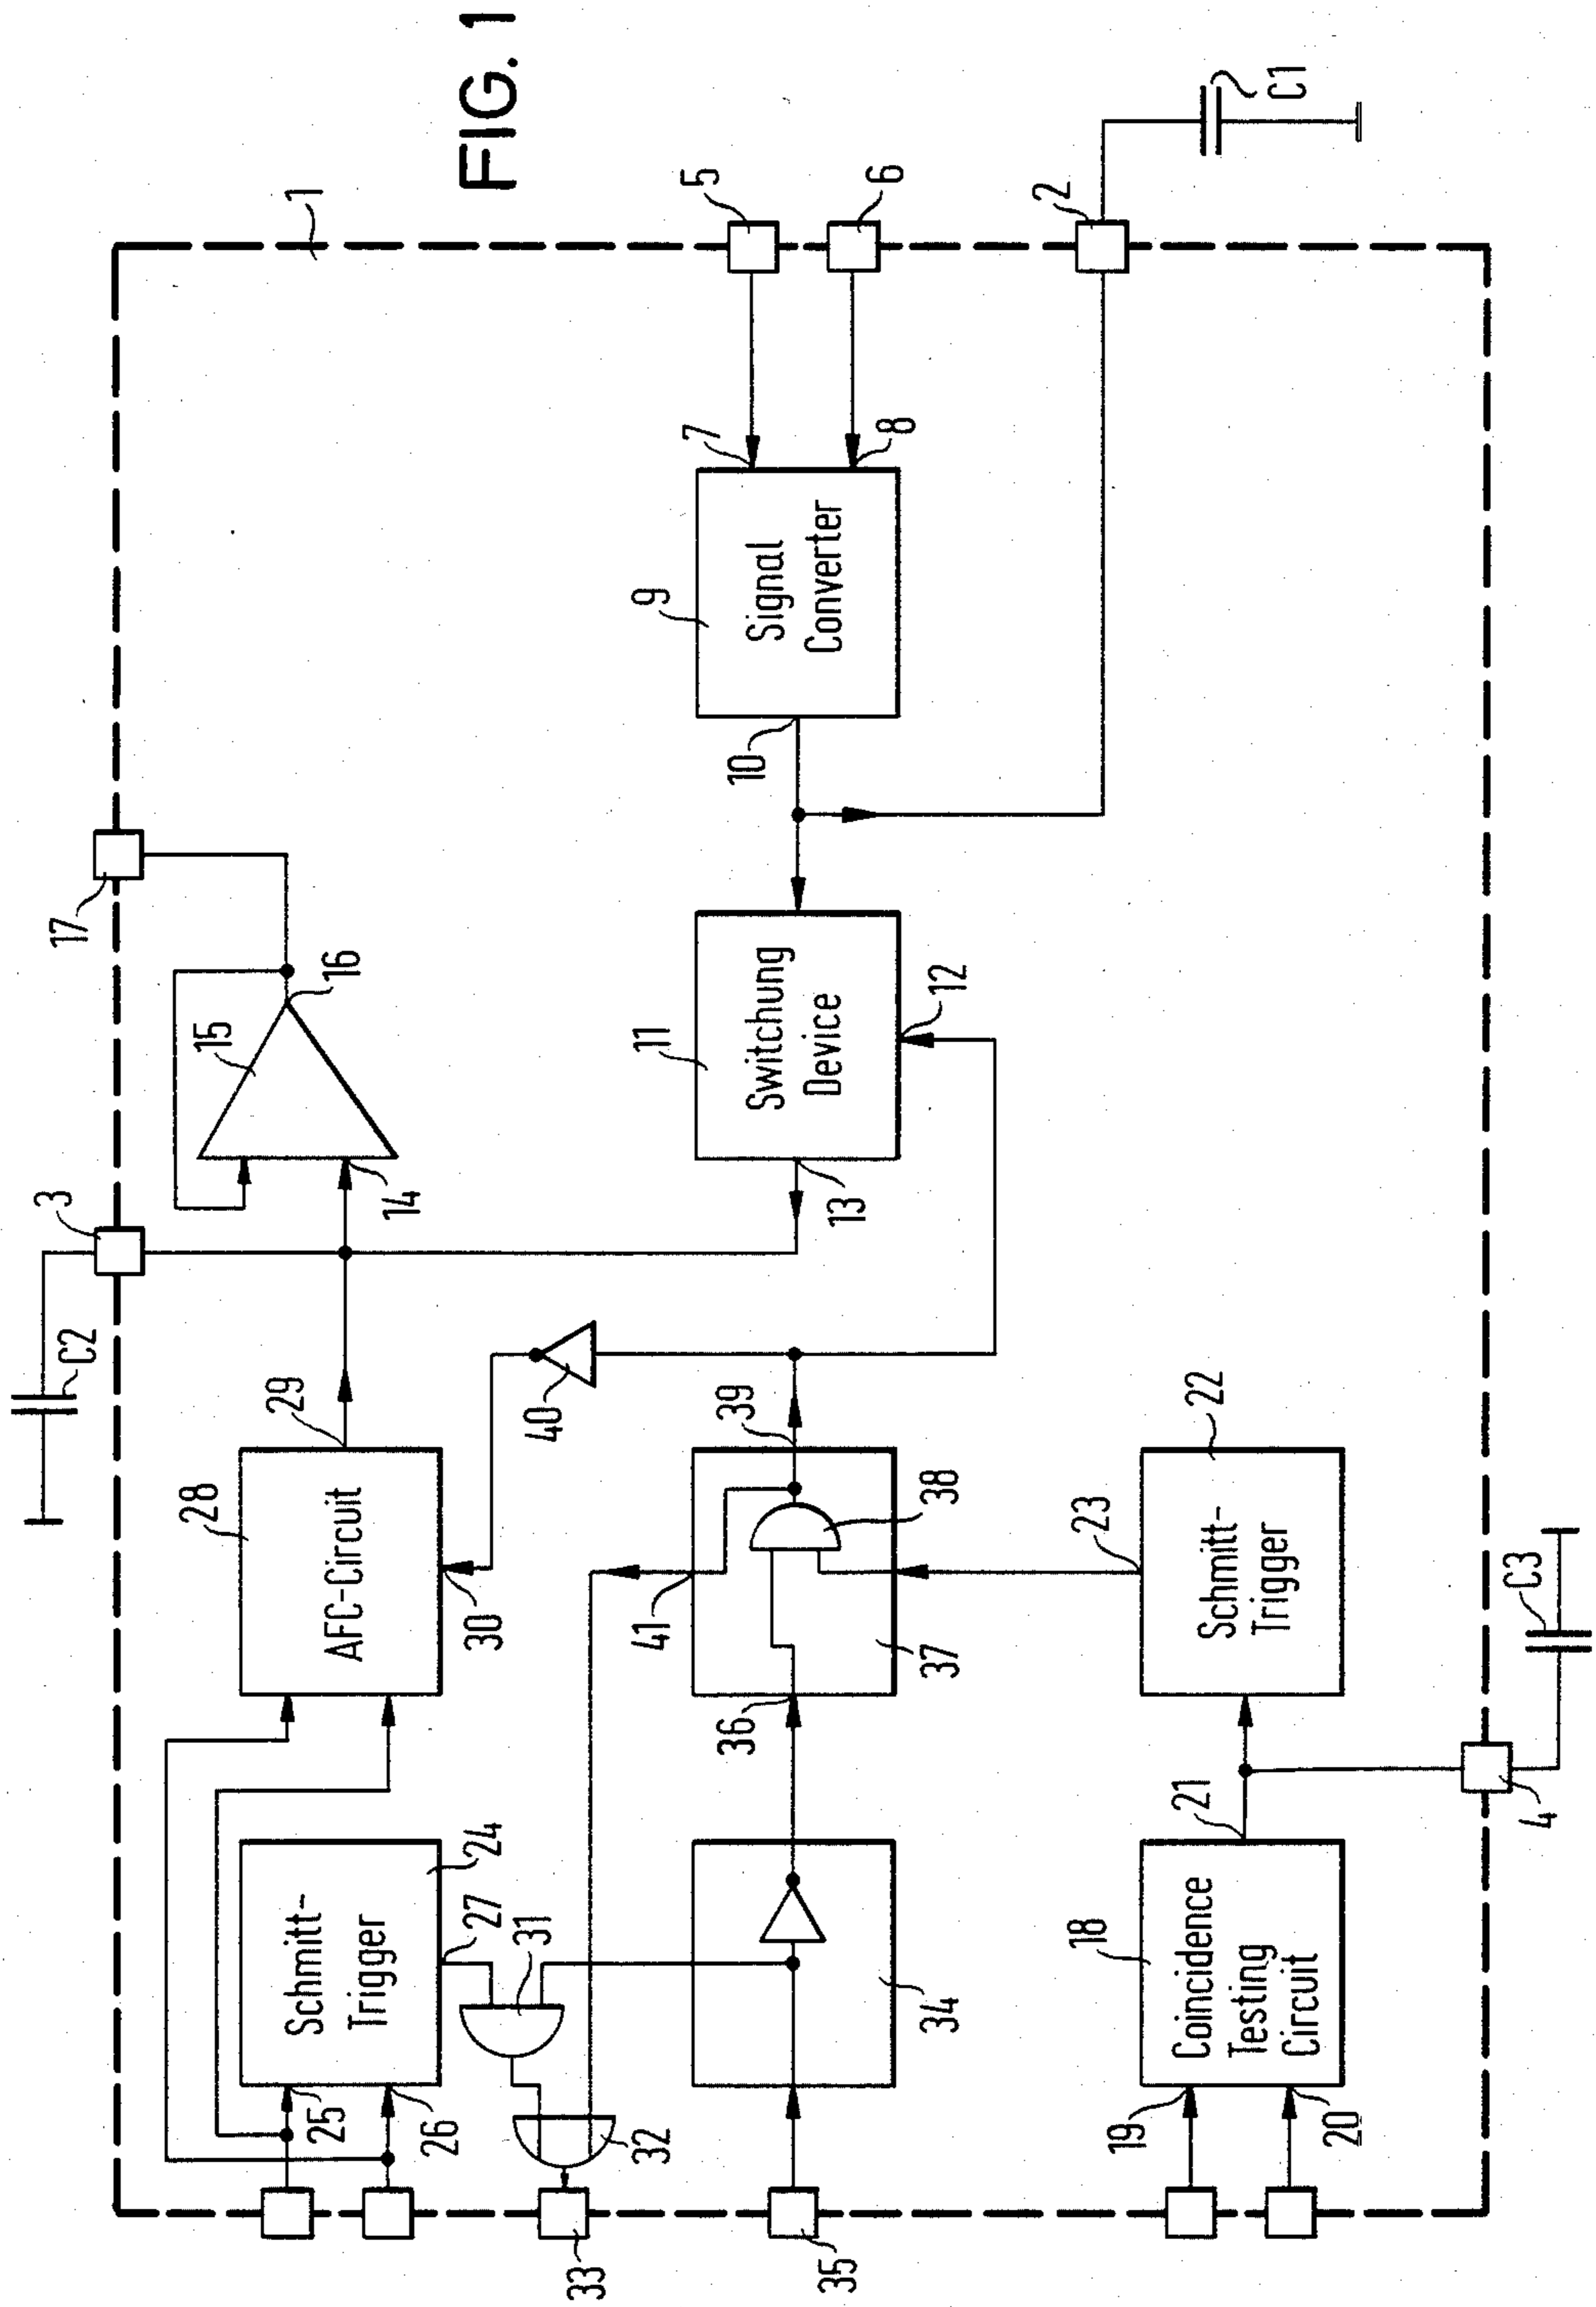 FIG. 1
1
C2
3
17
15
16
14
28
AFC-Circuit
29
30
Schmitt-
Trigger
24
25
26
27
31
32
33
40
5
6
7
8
9
Signal
Converter
10
11
Switchung
Device
12
13
2
C1
41
39
38
37
36
34
35
22
Schmitt-
Trigger
23
21
18
Coincidence
Testing
Circuit
19
20
4
C3